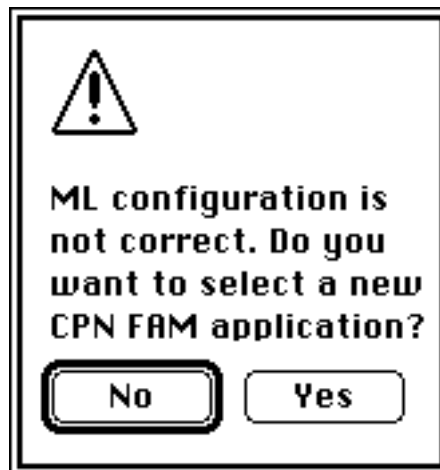 ML configuration is
not correct. Do you
want to select a new
CPN FAM application?
No Yes